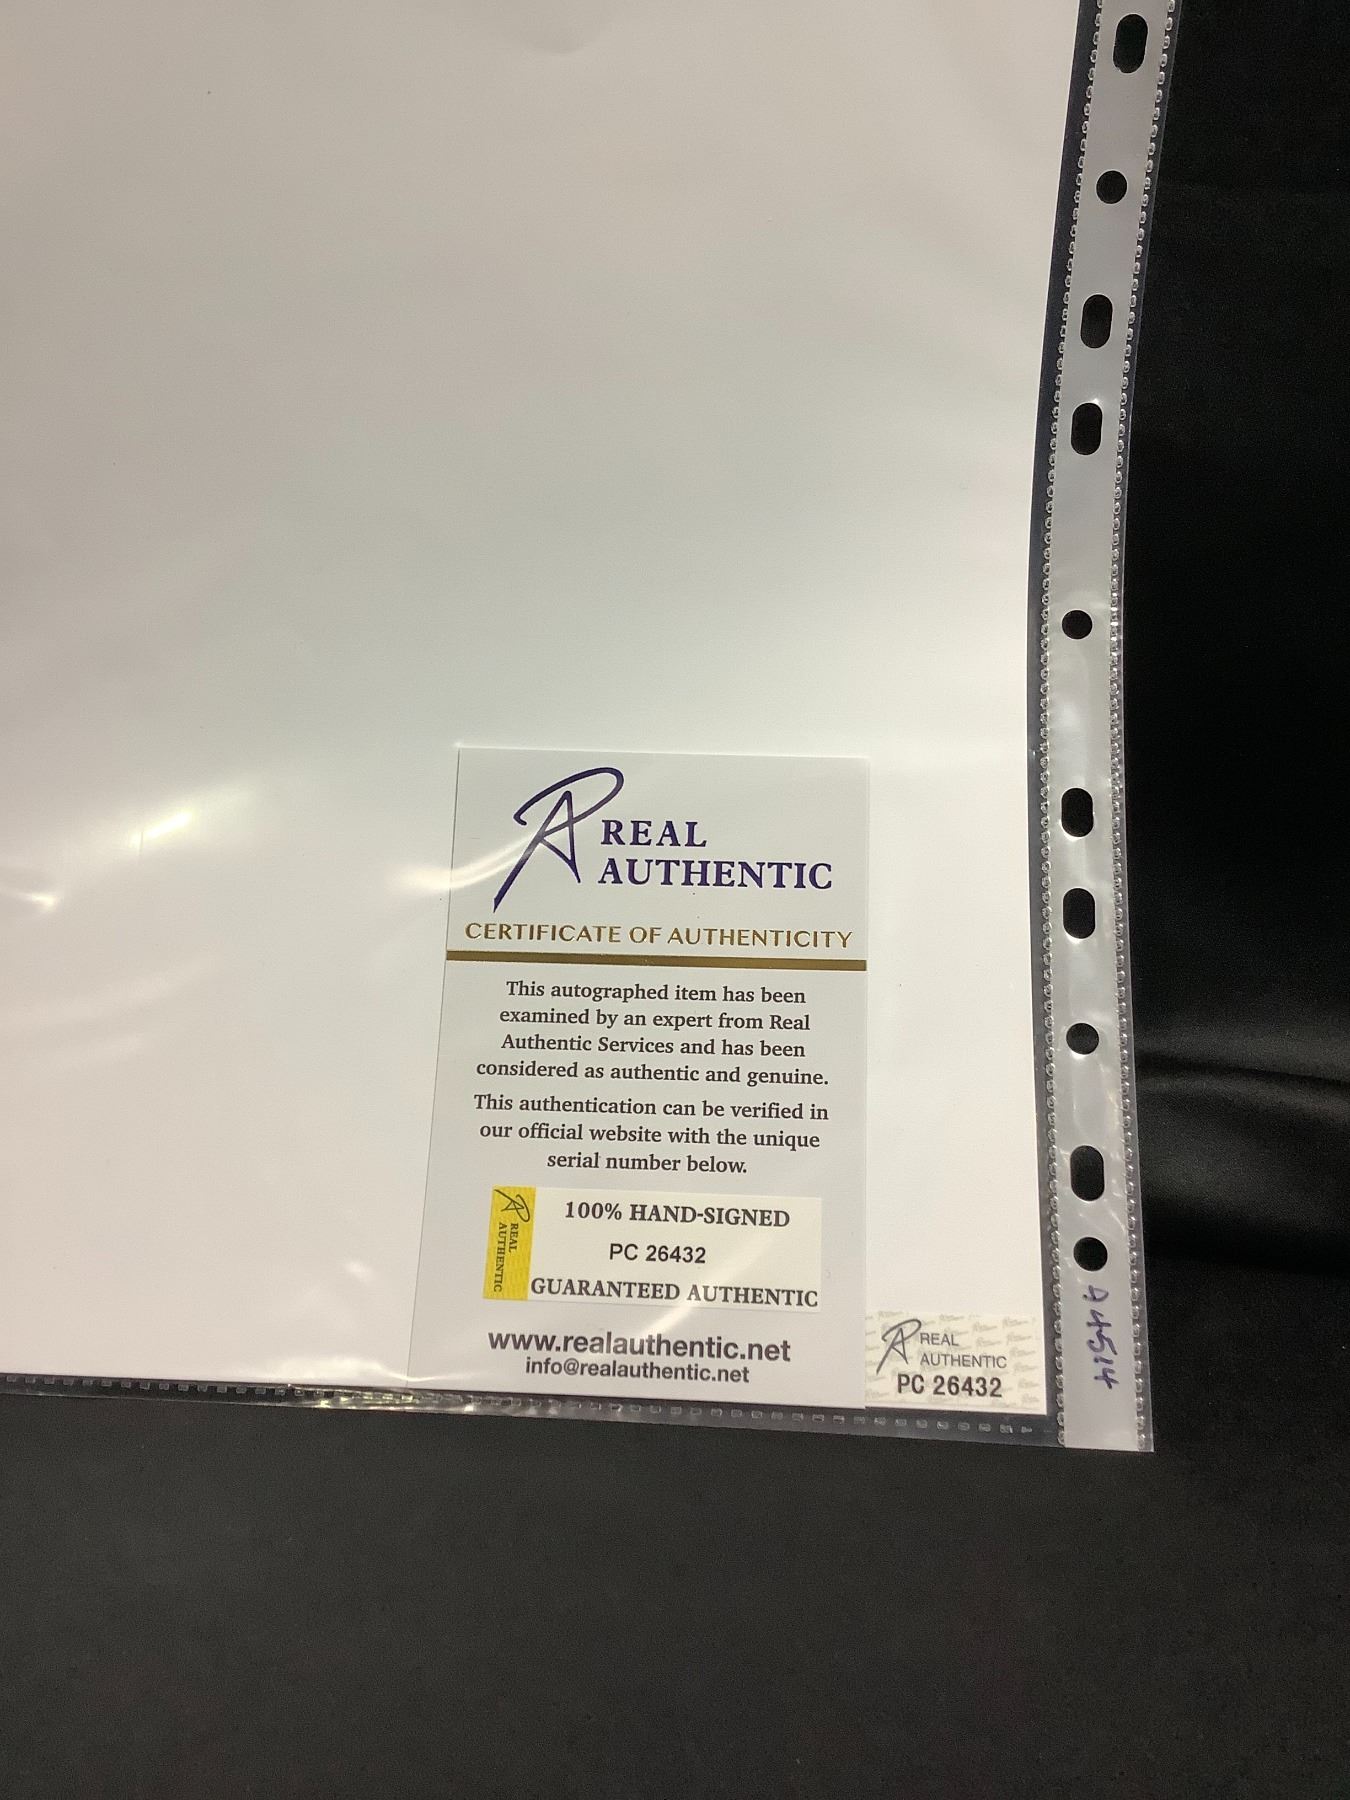 REAL
AUTHENTIC
CERTIFICATE OF AUTHENTICITY
This autographed item has been
examined by an expert from Real
Authentic Services and has been
considered as authentic and genuine.
This authentication can be verified in
our official website with the unique
serial number below.
REAL
AUTHENTIC
100% HAND-SIGNED
PC 26432
GUARANTEED AUTHENTIC
www.realauthentic.net
info@realauthentic.net
REAL
AUTHENTIC
PC 26432